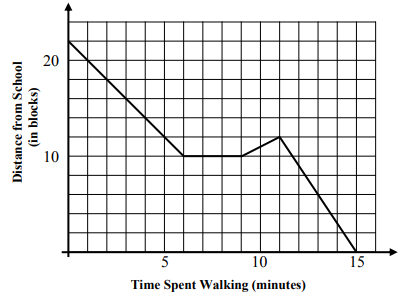 Distance from School
(in blocks)
20
10
5
10
15
Time Spent Walking (minutes)